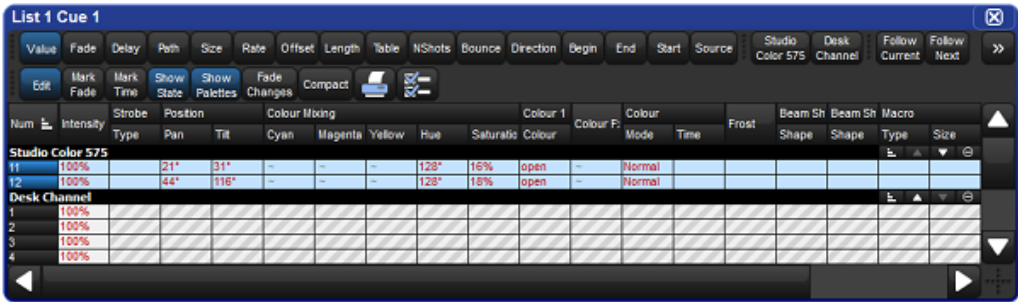 List 1 Cue 1
Value Fade Delay Path Size Rate Offset Length Table NShots Bounce Direction Begin End Start Source Studio Color 575 Desk Channel Follow Current Follow Next »
Edit Mark Fade Mark Time Show State Show Palettes Fade Changes Compact
Num Intensity Strobe Position Colour Mixing Colour 1 Colour F: Colour Frost Beam Sh Beam Sh Macro
Type Pan Tilt Cyan Magenta Yellow Hue Saturatic Colour Mode Time Shape Shape Type Size
Studio Color 575
11 100% 21° 31° ~ ~ ~ 128° 16% open ~ Normal
12 100% 44° 116° ~ ~ ~ 128° 18% open ~ Normal
Desk Channel
1 100%
2 100%
3 100%
4 100%